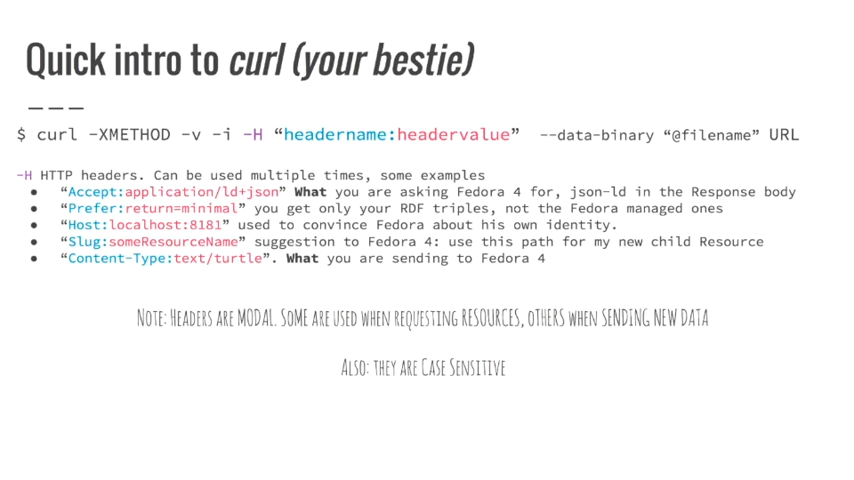 Quick intro to curl (your bestie)
$ curl -XMETHOD -v -i -H “headername:headervalue” --data-binary “@filename” URL
-H HTTP headers. Can be used multiple times, some examples
● “Accept:application/ld+json” What you are asking Fedora 4 for, json-ld in the Response body
● “Prefer:return=minimal” you get only your RDF triples, not the Fedora managed ones
● “Host:localhost:8181” used to convince Fedora about his own identity.
● “Slug:someResourceName” suggestion to Fedora 4: use this path for my new child Resource
● “Content-Type:text/turtle”. What you are sending to Fedora 4
Note: Headers are MODAL. SoME are used when requesting RESOURCES, oTHERS when SENDING NEW DATA
Also: they are Case Sensitive